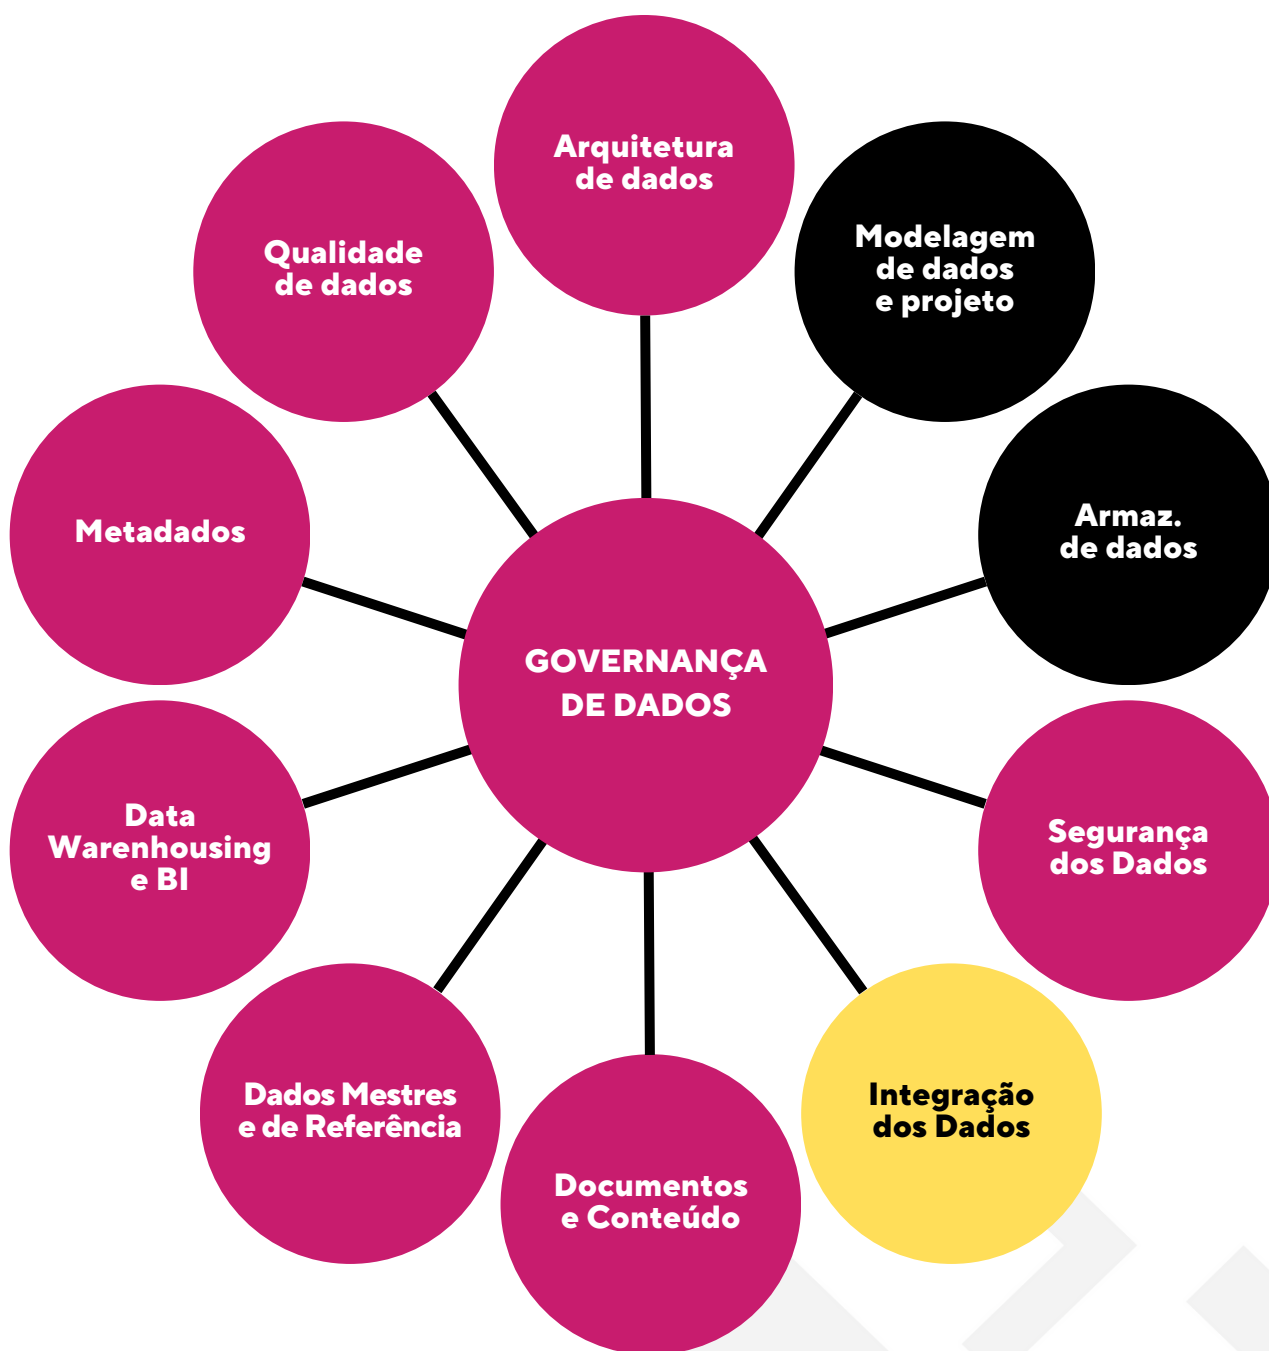 Arquitetura
de dados
Modelagem
de dados
e projeto
Qualidade
de dados
Armaz.
de dados
Metadados
GOVERNANÇA
DE DADOS
Data
Warenhousing
e BI
Segurança
dos Dados
Dados Mestres
e de Referência
Integração
dos Dados
Documentos
e Conteúdo